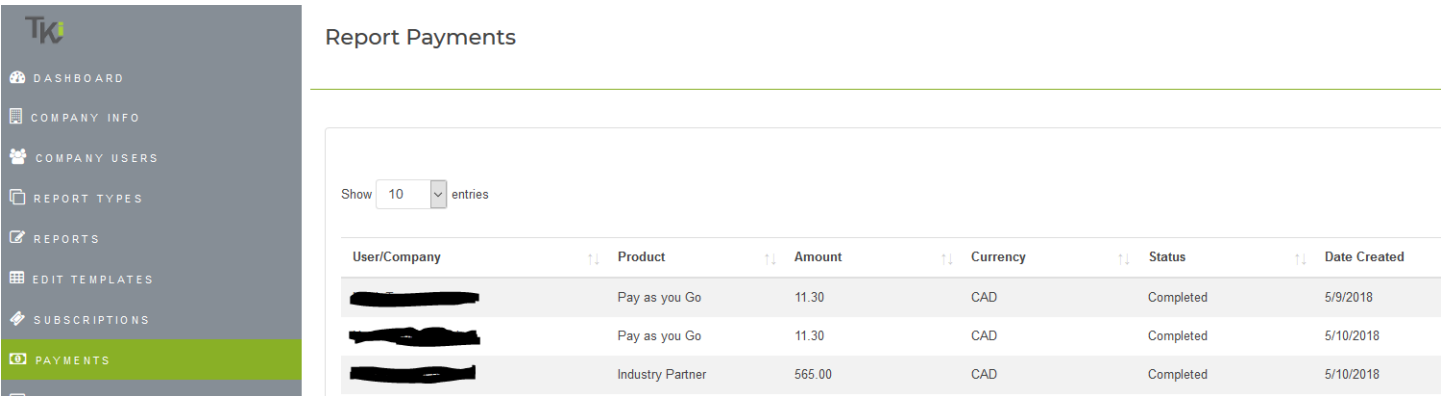 TKi
Report Payments
DASHBOARD
COMPANY INFO
COMPANY USERS
REPORT TYPES
REPORTS
EDIT TEMPLATES
SUBSCRIPTIONS
PAYMENTS
Show 10 entries
User/Company Product Amount Currency Status Date Created
Pay as you Go 11.30 CAD Completed 5/9/2018
Pay as you Go 11.30 CAD Completed 5/10/2018
Industry Partner 565.00 CAD Completed 5/10/2018